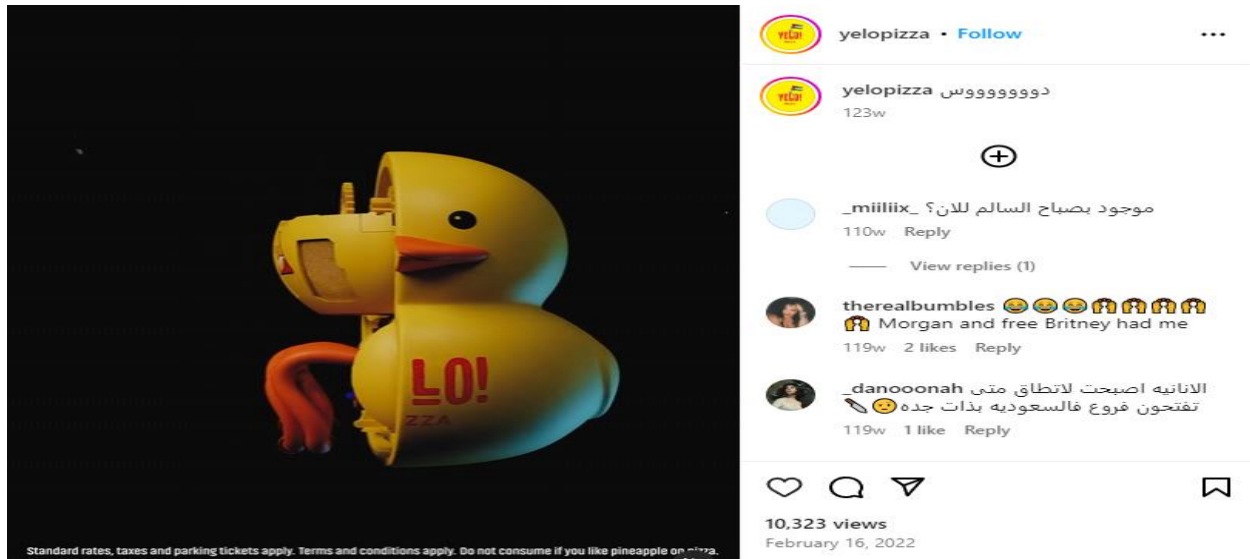 LO!
ZZA
Standard rates, taxes and parking tickets apply. Terms and conditions apply. Do not consume if you like pineapple on pizza.
YELO!
yelopizza • Follow
YELO!
yelopizza دوووووووس
123w
_miiliix_ موجود بصباح السالم للان؟
110w Reply
View replies (1)
therealbumbles 😂😂😂🙌🙌🙌🙌
🙌 Morgan and free Britney had me
119w 2 likes Reply
_danooonah الانانيه اصبحت لاتطاق متى
تفتحون فروع فالسعوديه بذات جده🤨🔪
119w 1 like Reply
10,323 views
February 16, 2022